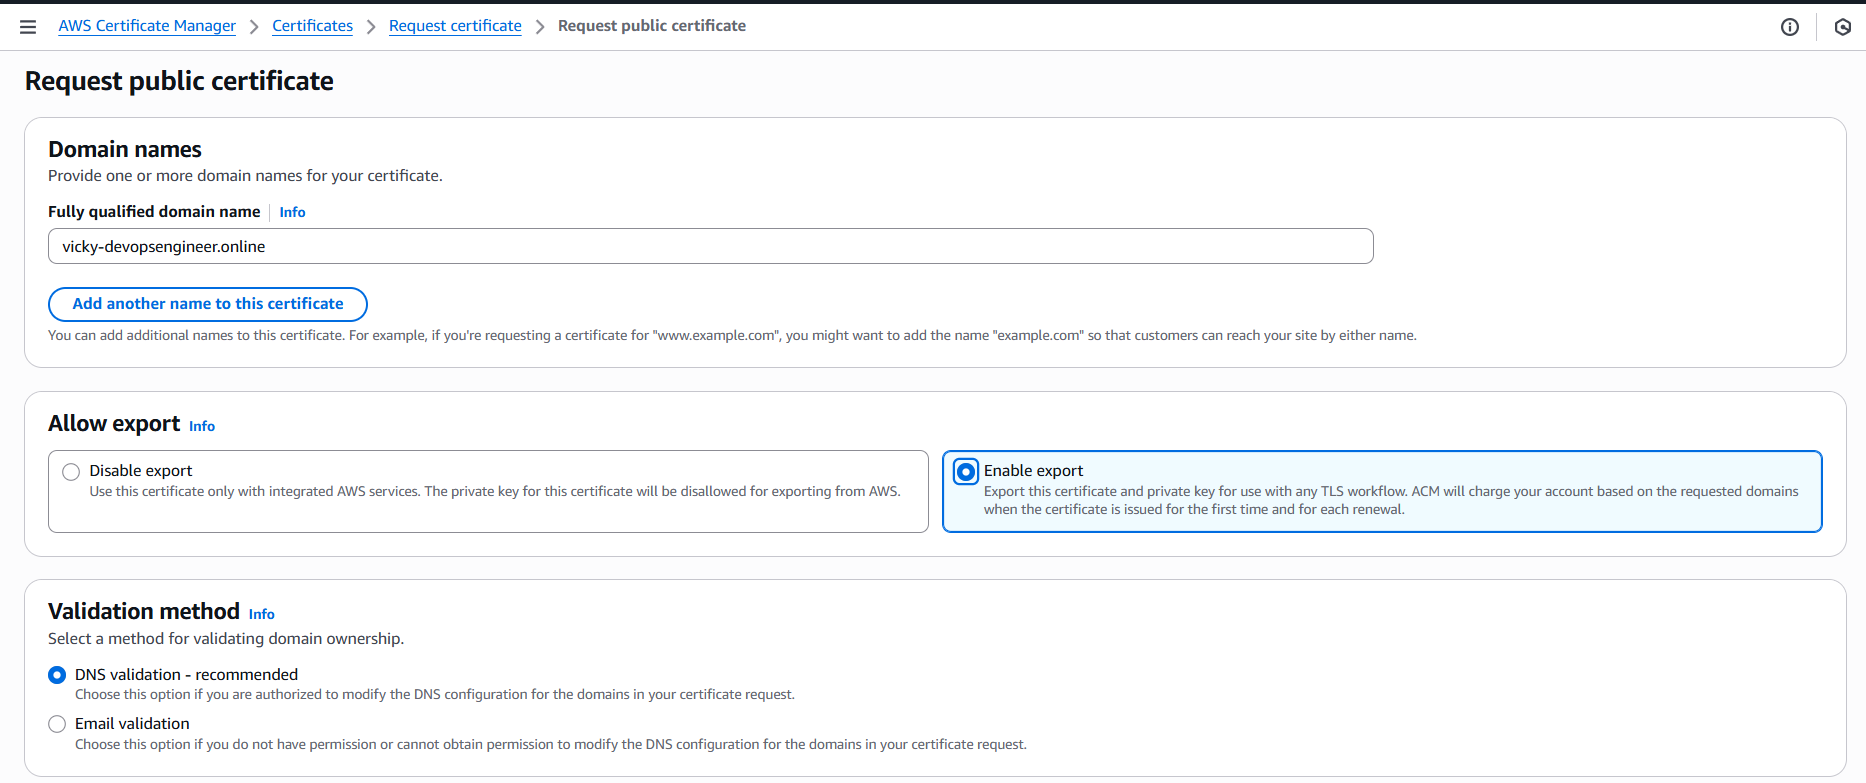 AWS Certificate Manager > Certificates > Request certificate > Request public certificate
Request public certificate
Domain names
Provide one or more domain names for your certificate.
Fully qualified domain name | Info
vicky-devopsengineer.online
Add another name to this certificate
You can add additional names to this certificate. For example, if you're requesting a certificate for "www.example.com", you might want to add the name "example.com" so that customers can reach your site by either name.
Allow export Info
Disable export
Use this certificate only with integrated AWS services. The private key for this certificate will be disallowed for exporting from AWS.
Enable export
Export this certificate and private key for use with any TLS workflow. ACM will charge your account based on the requested domains
when the certificate is issued for the first time and for each renewal.
Validation method Info
Select a method for validating domain ownership.
DNS validation - recommended
Choose this option if you are authorized to modify the DNS configuration for the domains in your certificate request.
Email validation
Choose this option if you do not have permission or cannot obtain permission to modify the DNS configuration for the domains in your certificate request.